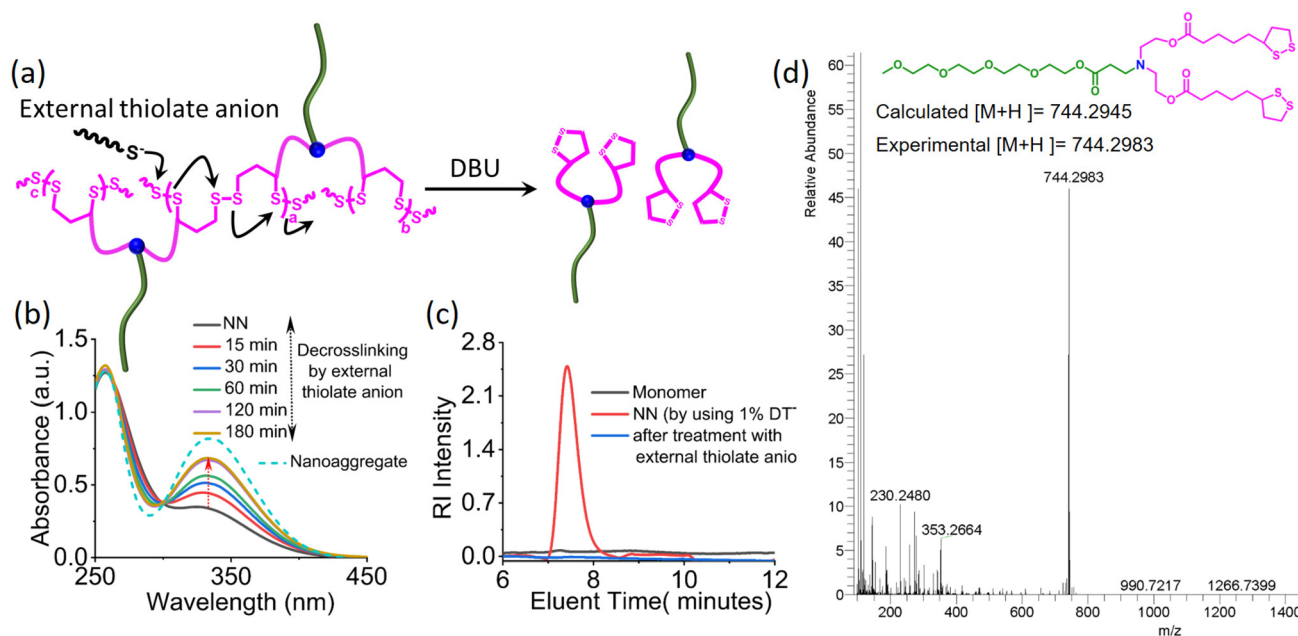 (a)
External thiolate anion
S-
S
S
c
S
S
S
S
S-S
S
S
a
S
S
S
S
b
DBU
S
S
S
S
S
S
S
S
(b)
Absorbance (a.u.)
1.5
1.0
0.5
0.0
250
350
450
Wavelength (nm)
NN
15 min
30 min
60 min
120 min
180 min
Decrosslinking
by external
thiolate anion
Nanoaggregate
(c)
RI Intensity
2.8
2.1
1.4
0.7
0.0
6
8
10
12
Eluent Time( minutes)
Monomer
NN (by using 1% DT-
after treatment with
external thiolate anio
(d)
O
O
O
O
O
O
N
O
O
S-S
O
O
S-S
Calculated [M+H ]= 744.2945
Experimental [M+H ]= 744.2983
744.2983
230.2480
353.2664
990.7217
1266.7399
Relative Abundance
60
55
50
45
40
35
30
25
20
15
10
5
0
200
400
600
800
1000
1200
1400
m/z